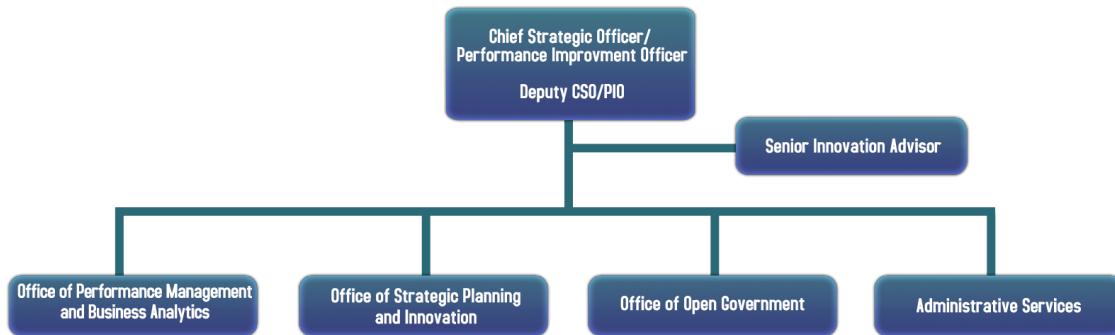 Chief Strategic Officer/
Performance Improvment Officer
Deputy CSO/PIO
Senior Innovation Advisor
Office of Performance Management
and Business Analytics
Office of Strategic Planning
and Innovation
Office of Open Government
Administrative Services